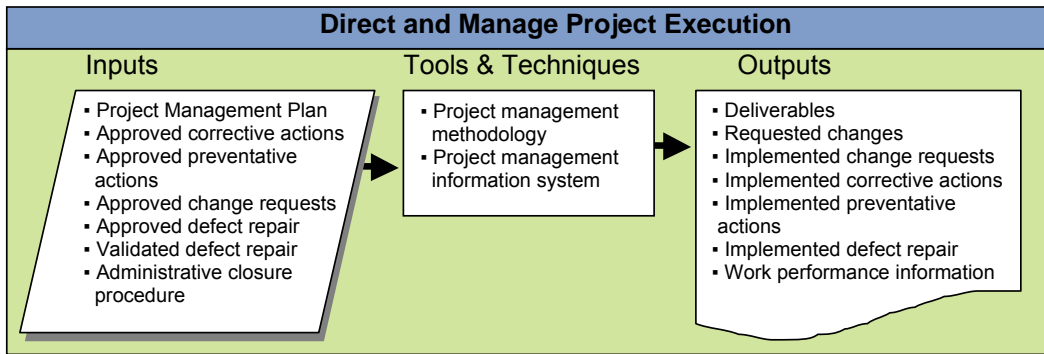 Direct and Manage Project Execution
Inputs
▪ Project Management Plan
▪ Approved corrective actions
▪ Approved preventative
actions
▪ Approved change requests
▪ Approved defect repair
▪ Validated defect repair
▪ Administrative closure
procedure
Tools & Techniques
▪ Project management
methodology
▪ Project management
information system
Outputs
▪ Deliverables
▪ Requested changes
▪ Implemented change requests
▪ Implemented corrective actions
▪ Implemented preventative
actions
▪ Implemented defect repair
▪ Work performance information